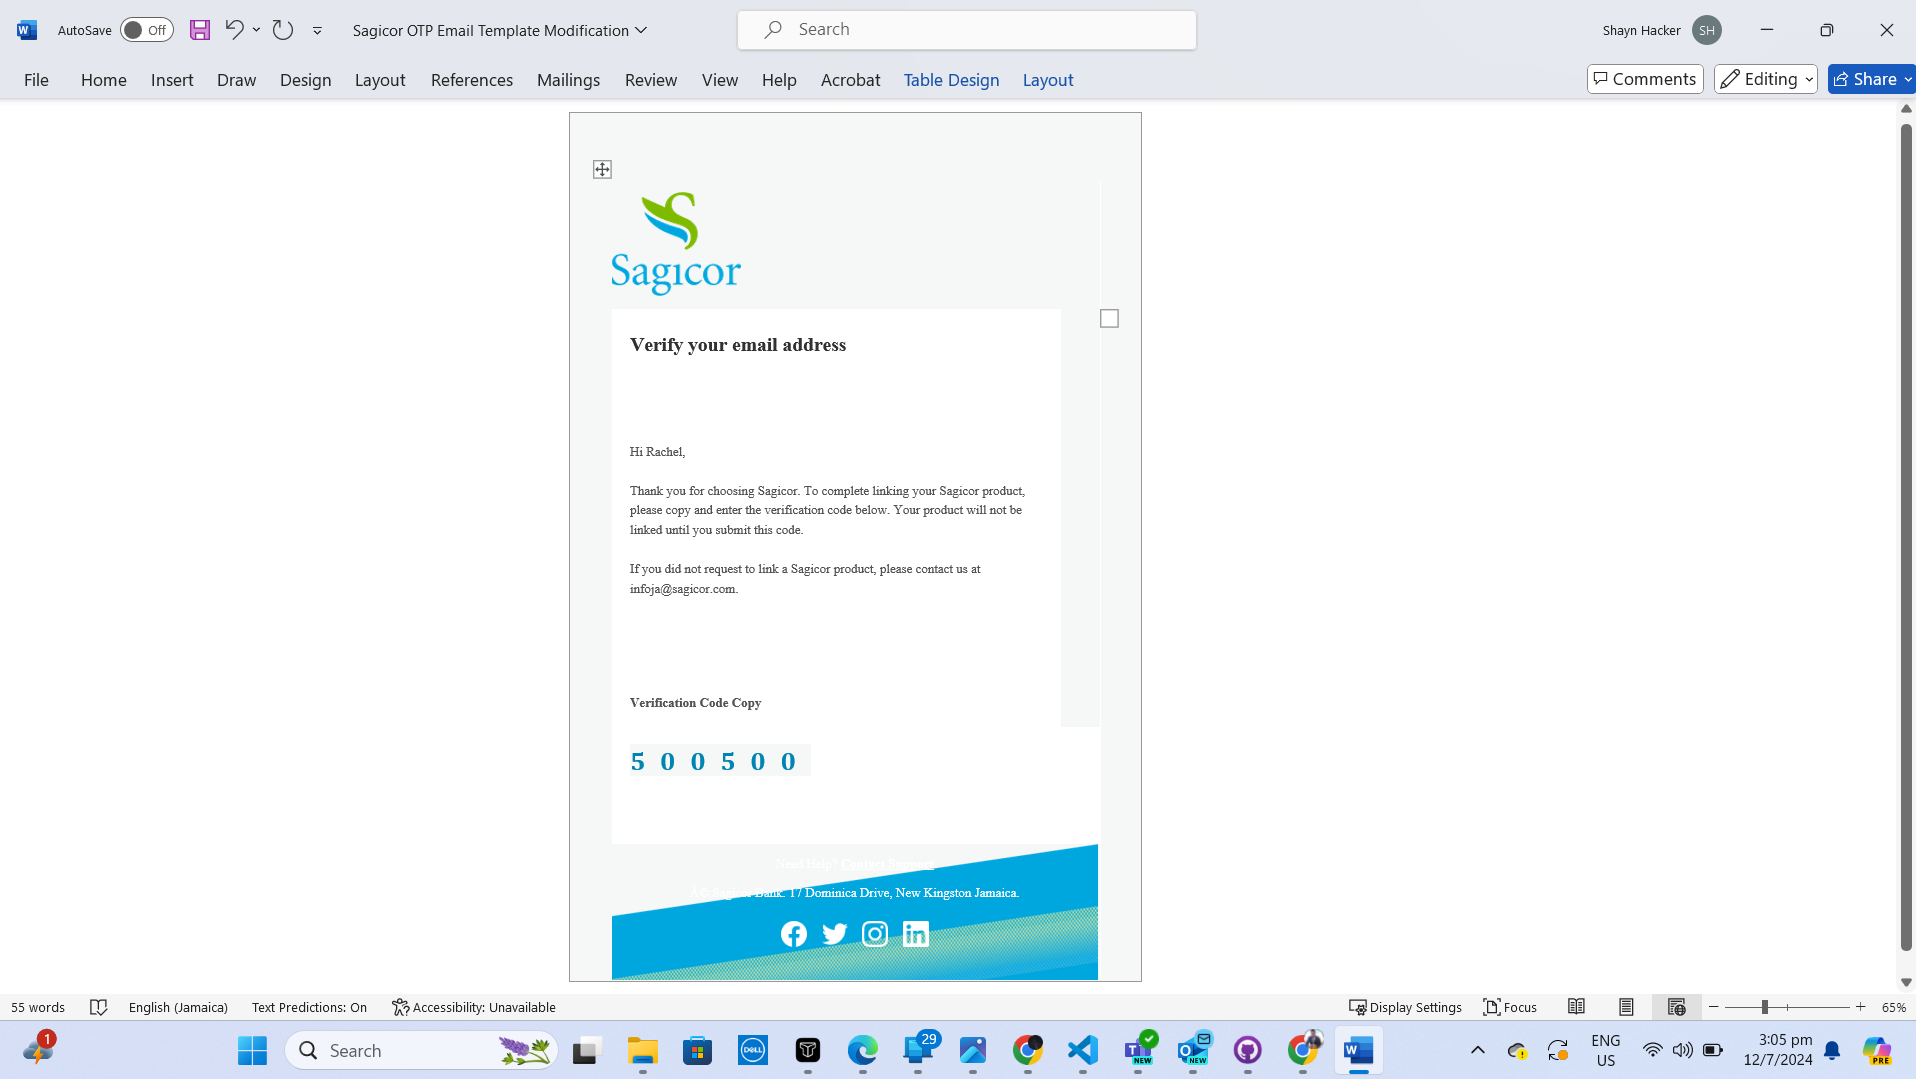 AutoSave Off Sagicor OTP Email Template Modification Search Shayn Hacker SH
File Home Insert Draw Design Layout References Mailings Review View Help Acrobat Table Design Layout Comments Editing Share
Sagicor
Verify your email address
Hi Rachel,
Thank you for choosing Sagicor. To complete linking your Sagicor product,
please copy and enter the verification code below. Your product will not be
linked until you submit this code.
If you did not request to link a Sagicor product, please contact us at
infoja@sagicor.com.
Verification Code Copy
5 0 0 5 0 0
Need Help? Contact Support
Â© Sagicor Bank. 17 Dominica Drive, New Kingston Jamaica.
55 words English (Jamaica) Text Predictions: On Accessibility: Unavailable Display Settings Focus 65%
1 Search DELL 29 NEW NEW ENG 3:05 pm PRE
US 12/7/2024